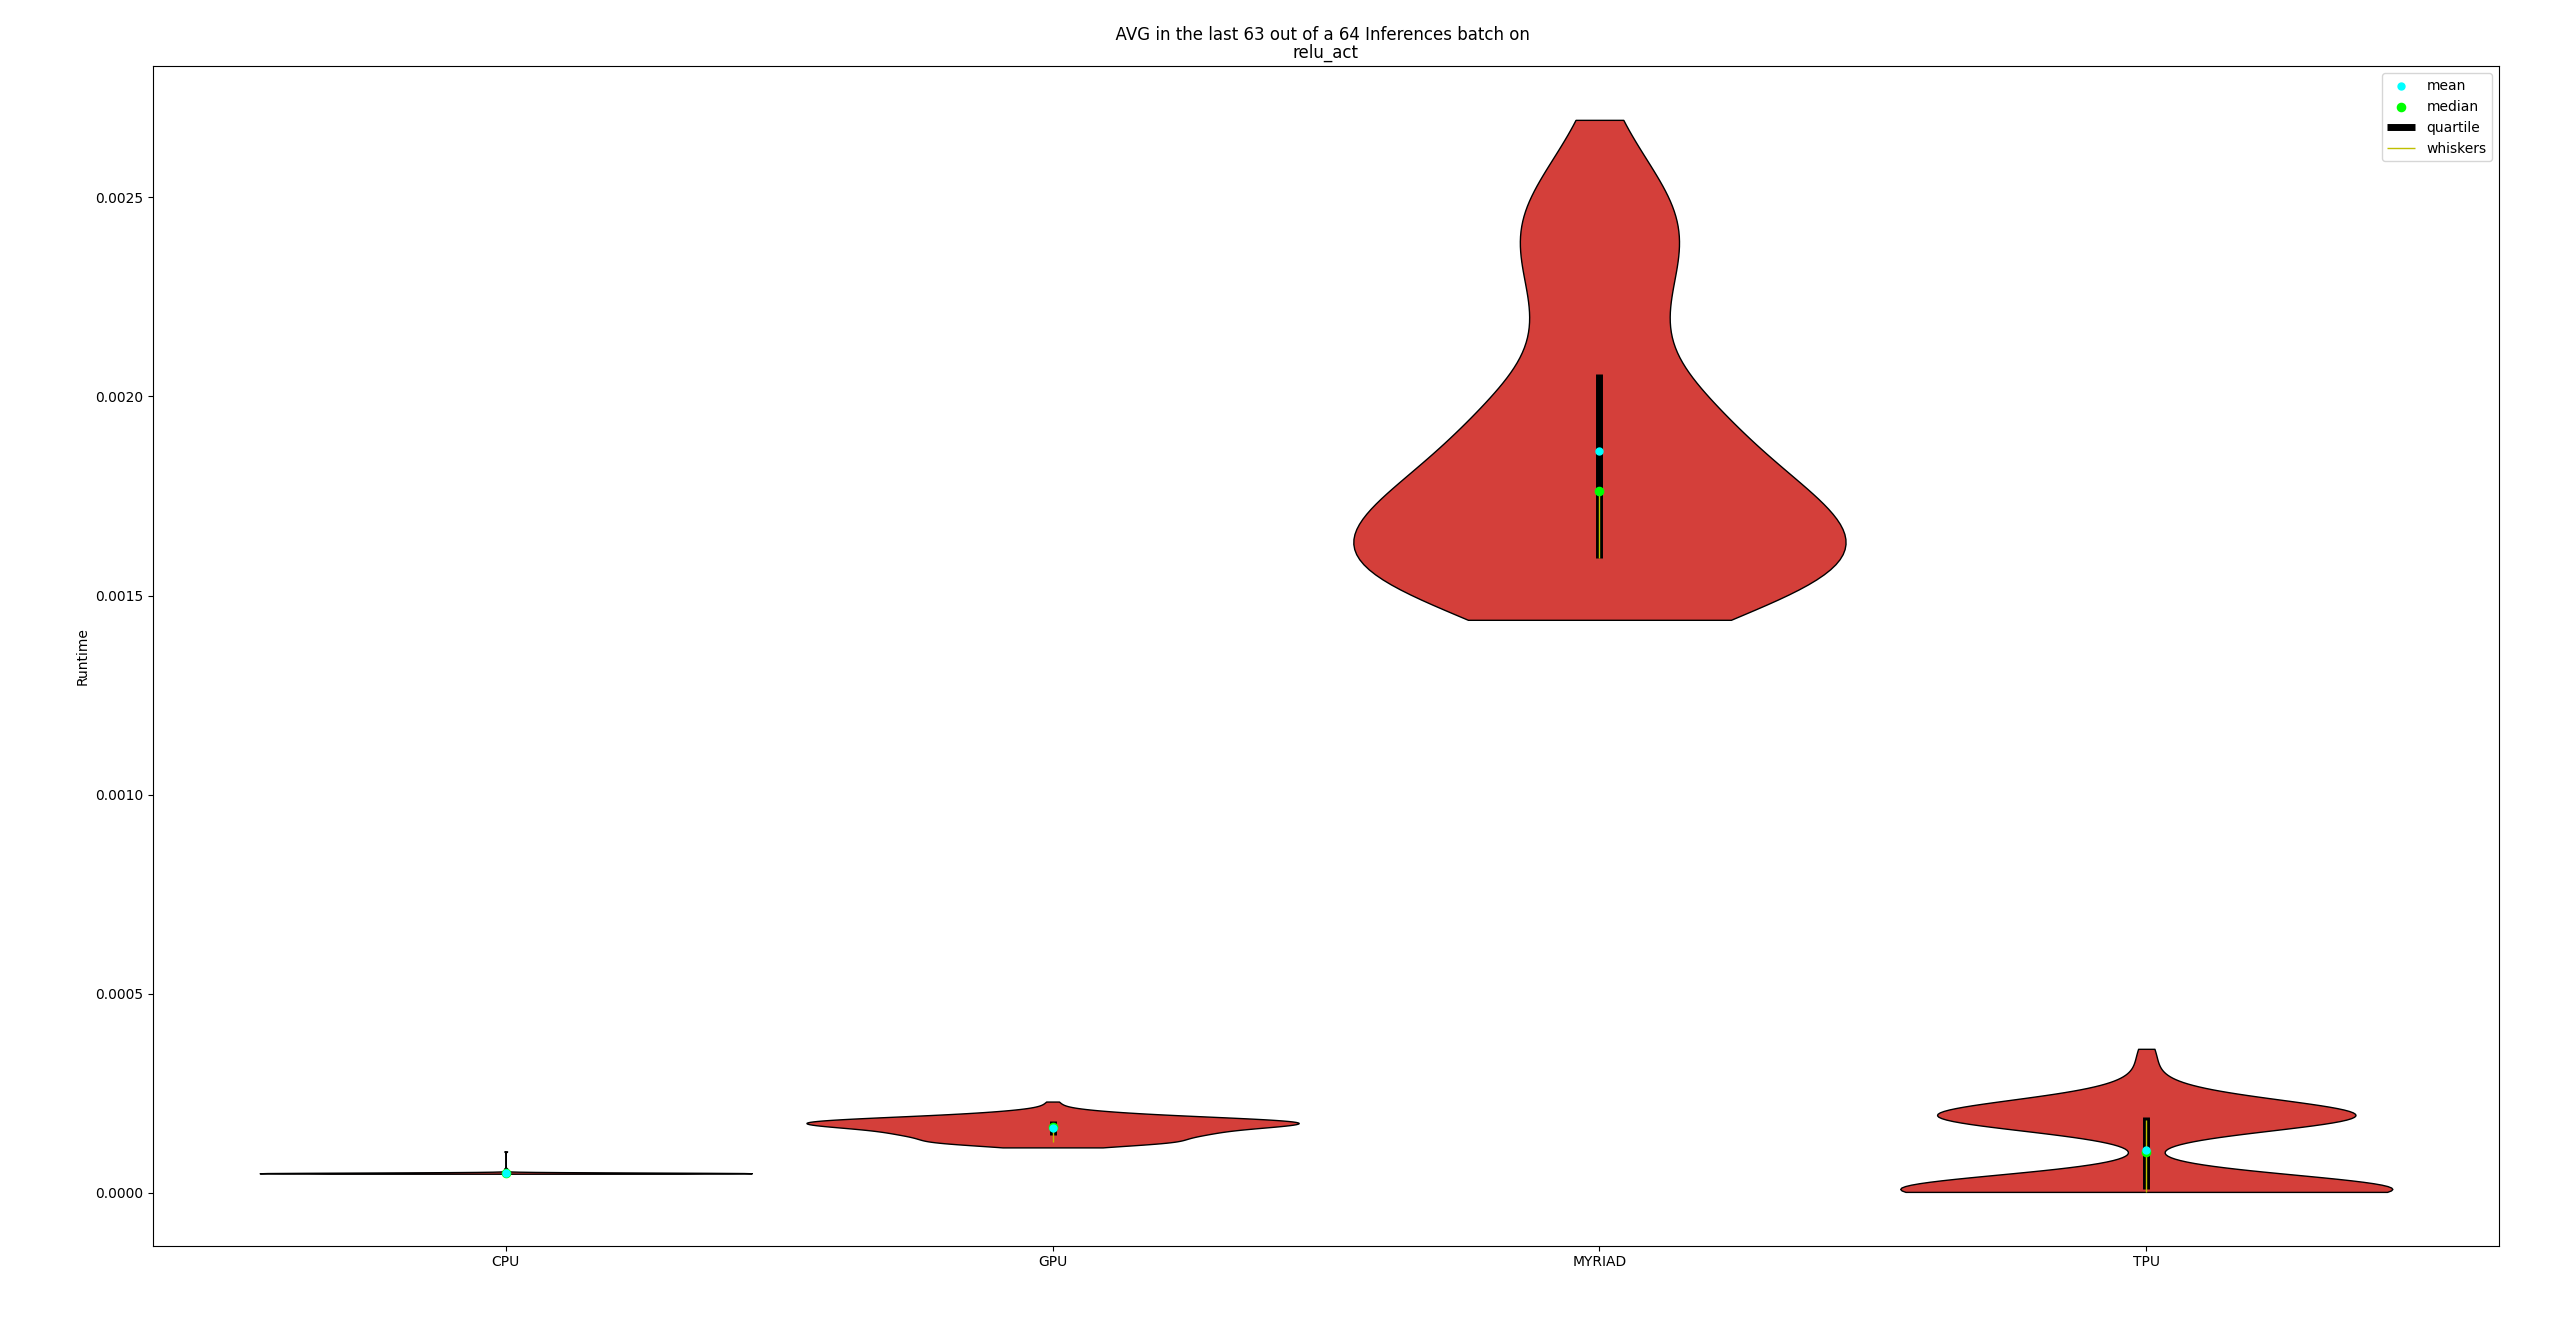 AVG in the last 63 out of a 64 Inferences batch on
relu_act
mean
median
quartile
whiskers
Runtime
0.0025
0.0020
0.0015
0.0010
0.0005
0.0000
CPU GPU MYRIAD TPU